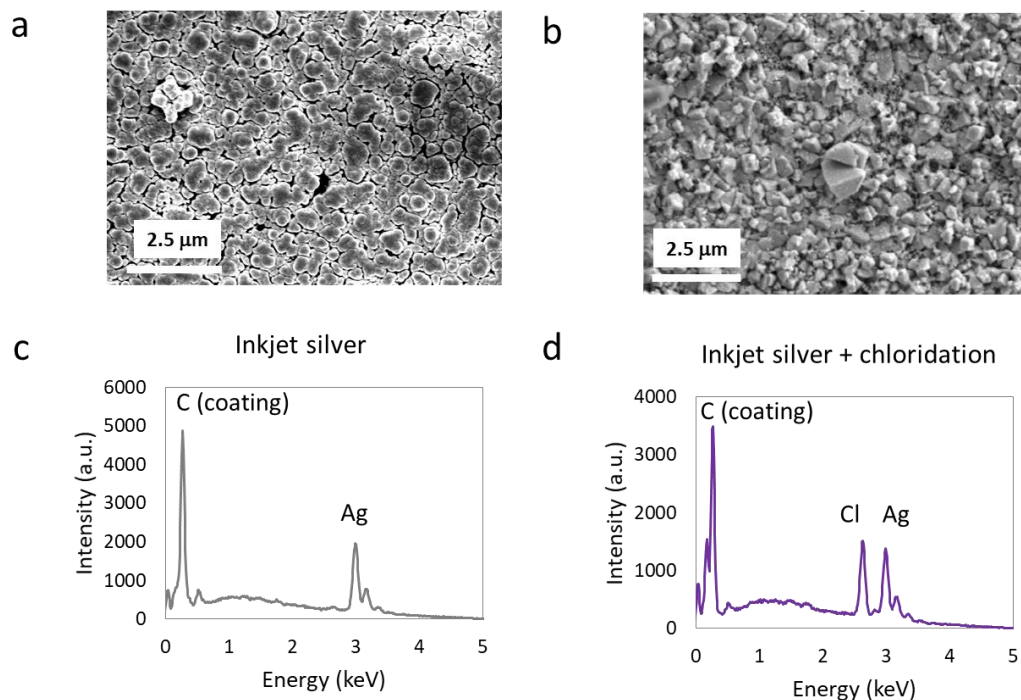 a
b
2.5 µm
2.5 µm
c
Inkjet silver
6000
5000
4000
3000
2000
1000
0
Intensity (a.u.)
C (coating)
Ag
0 1 2 3 4 5
Energy (keV)
d
Inkjet silver + chloridation
4000
3000
2000
1000
0
Intensity (a.u.)
C (coating)
Cl Ag
0 1 2 3 4 5
Energy (keV)